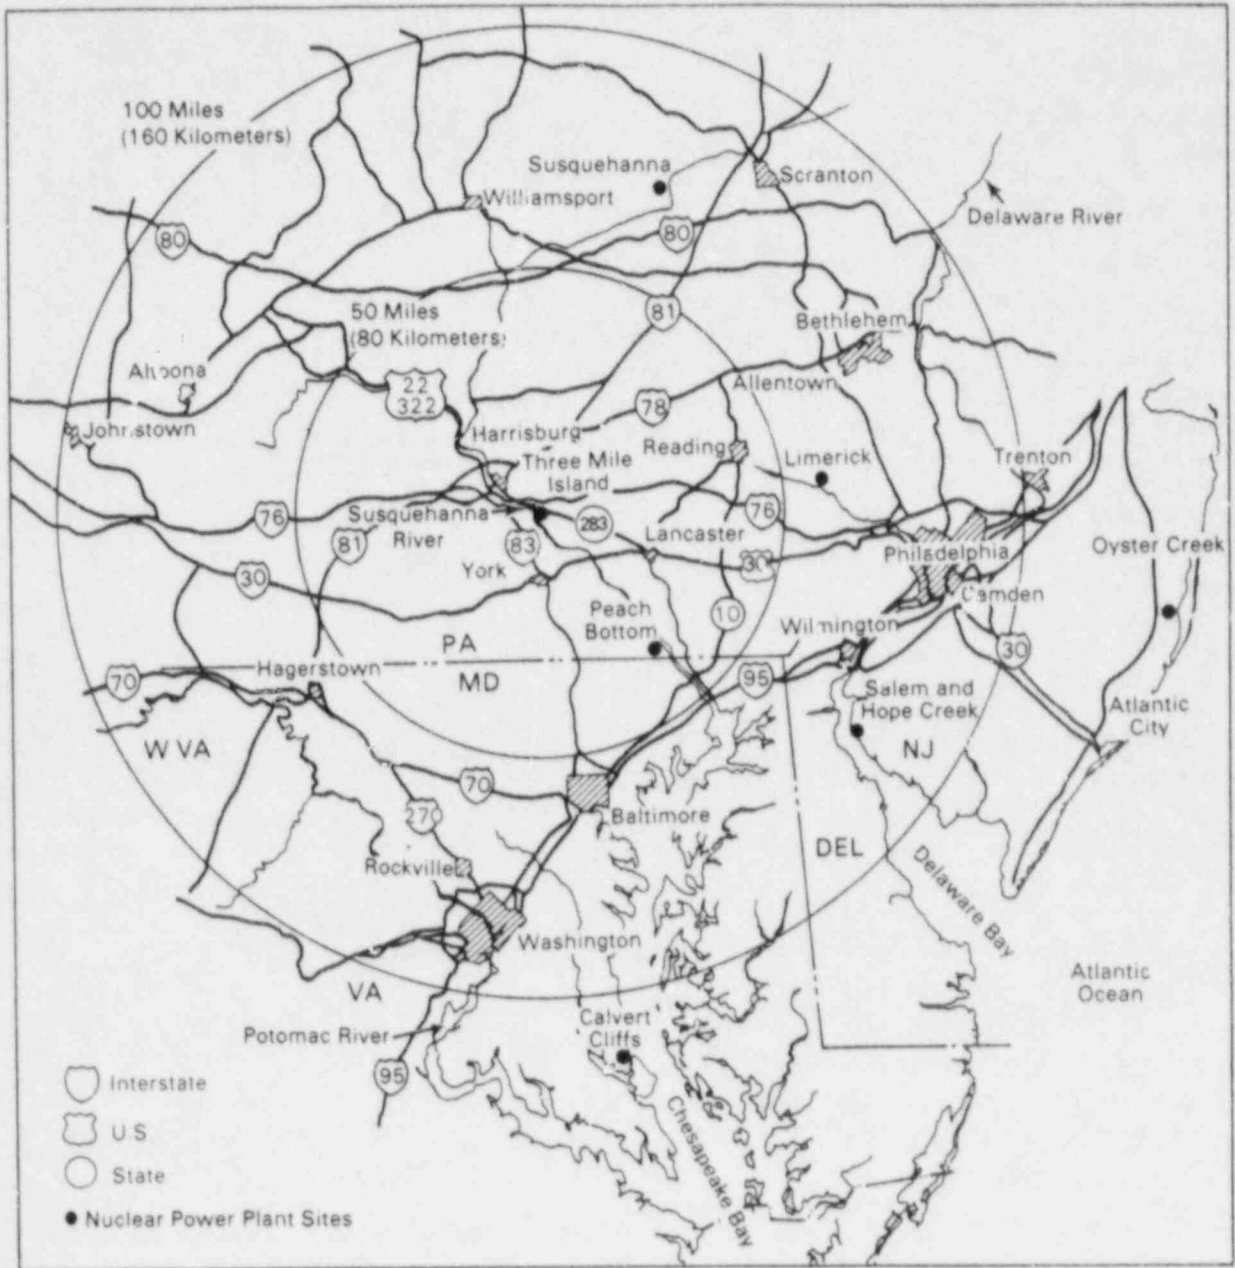 100 Miles
(160 Kilometers)
Susquehanna
Scranton
Williamsport
Delaware River
80
80
50 Miles
(80 Kilometers)
81
Bethlehem
Altoona
22
322
Allentown
78
Johnstown
Harrisburg
Reading
Limerick
Trenton
Three Mile
Island
76
Susquehanna
River
283
76
81
83
Lancaster
30
Philadelphia
Oyster Creek
30
York
Peach
Bottom
10
Camden
Wilmington
30
PA
MD
Hagerstown
70
95
Salem and
Hope Creek
Atlantic
City
W VA
NJ
70
270
Baltimore
DEL
Rockville
Delaware Bay
Washington
VA
Atlantic
Ocean
Potomac River
Calvert
Cliffs
95
Chesapeake Bay
Interstate
U.S
State
Nuclear Power Plant Sites